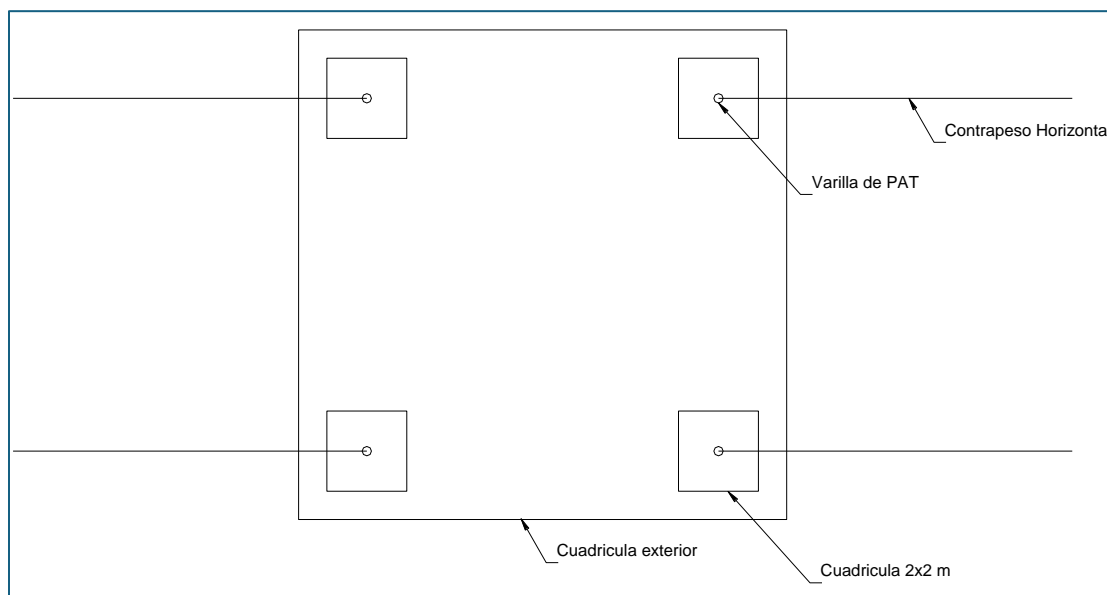 Contrapeso Horizonta
Varilla de PAT
Cuadricula exterior
Cuadricula 2x2 m